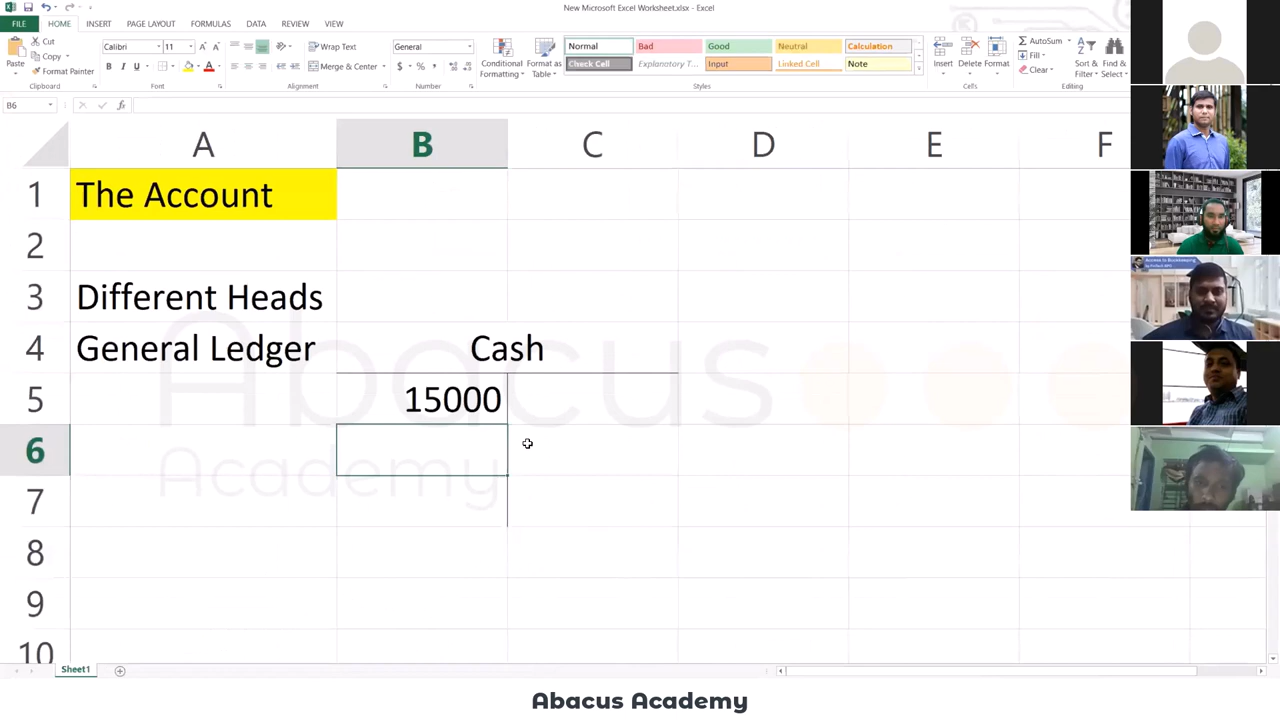 New Microsoft Excel Worksheet.xlsx - Excel
FILE HOME INSERT PAGE LAYOUT FORMULAS DATA REVIEW VIEW
Cut
Copy
Format Painter
Paste
Clipboard
Calibri 11
B I U
Font
Wrap Text
Merge & Center
Alignment
General
$ % ,
Number
Conditional Formatting
Format as Table
Normal Bad Good Neutral Calculation
Check Cell Explanatory T... Input Linked Cell Note
Styles
Insert Delete Format
Cells
AutoSum
Fill
Clear
Sort & Filter
Find & Select
Editing
B6 fx
A B C D E F
1 The Account
2
3 Different Heads
4 General Ledger Cash
5 15000
6
7
8
9
10
Abacus
Academy
Sheet1
Abacus Academy